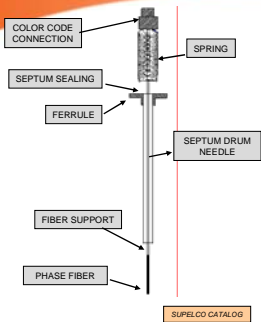 COLOR CODE
CONNECTION
SPRING
SEPTUM SEALING
FERRULE
SEPTUM DRUM
NEEDLE
FIBER SUPPORT
PHASE FIBER
SUPELCO CATALOG